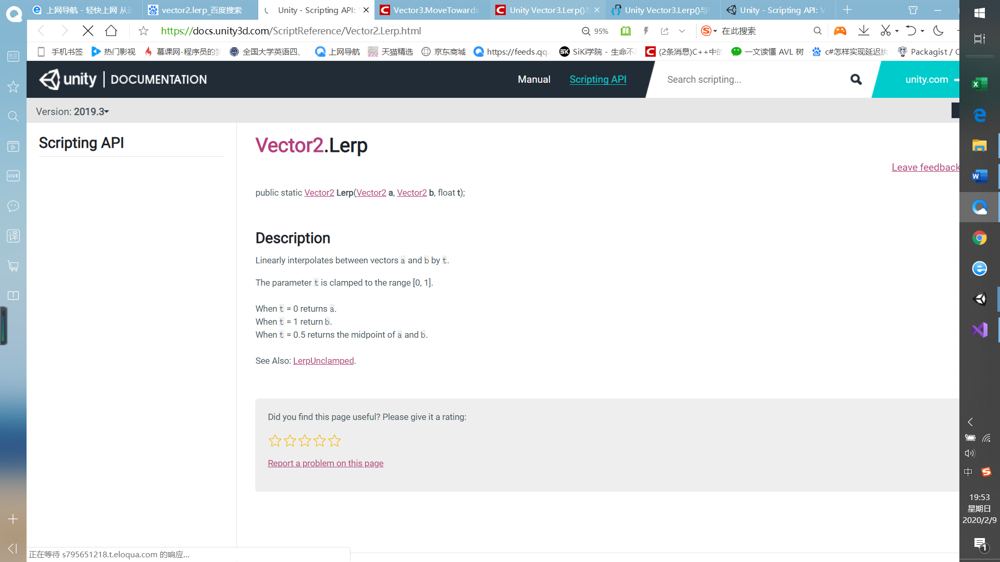 上网导航 - 轻快上网 从
vector2.lerp_百度搜索
Unity - Scripting API:
Vector3.MoveTowards
Unity Vector3.Lerp()与
Unity Vector3.Lerp()与
Unity - Scripting API: V
https://docs.unity3d.com/ScriptReference/Vector2.Lerp.html
95%
在此搜索
手机书签
热门影视
慕课网-程序员的梦
全国大学英语四、
上网导航
天猫精选
京东商城
https://feeds.qq.
SiKi学院 - 生命不
(2条消息)C++中的
一文读懂 AVL 树
c#怎样实现延迟执
Packagist / C
unity | DOCUMENTATION
Manual
Scripting API
Search scripting...
unity.com
Version: 2019.3
Scripting API
Vector2.Lerp
Leave feedback
public static Vector2 Lerp(Vector2 a, Vector2 b, float t);
Description
Linearly interpolates between vectors a and b by t.
The parameter t is clamped to the range [0, 1].
When t = 0 returns a.
When t = 1 return b.
When t = 0.5 returns the midpoint of a and b.
See Also: LerpUnclamped.
Did you find this page useful? Please give it a rating:
Report a problem on this page
正在等待 s795651218.t.eloqua.com 的响应...
LIVE
译
中
19:53
星期日
2020/2/9
1